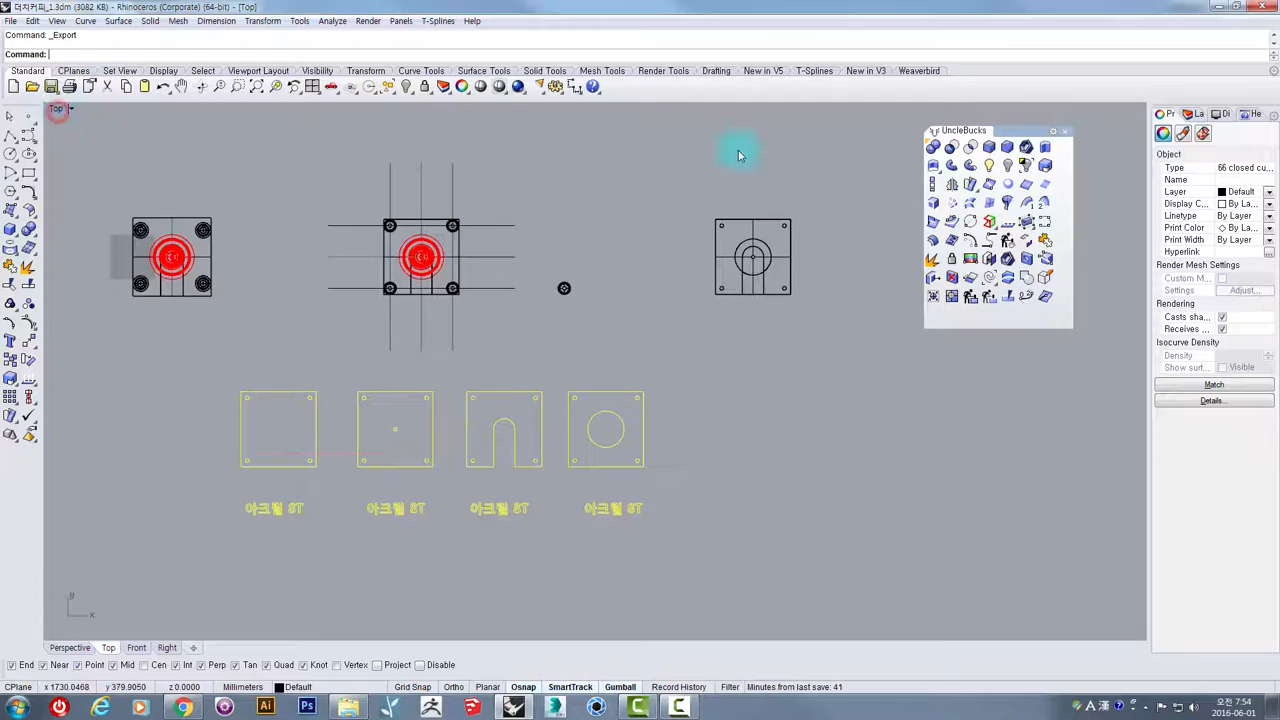 더치커피_1.3dm (3082 KB) - Rhinoceros (Corporate) (64-bit) - [Top]
File Edit View Curve Surface Solid Mesh Dimension Transform Tools Analyze Render Panels T-Splines Help
Command: _Export
Command:
Standard CPlanes Set View Display Select Viewport Layout Visibility Transform Curve Tools Surface Tools Solid Tools Mesh Tools Render Tools Drafting New in V5 T-Splines New in V3 Weaverbird
Top
UncleBucks
Pr La Di He
Object
Type 66 closed cu...
Name
Layer Default
Display C... By La...
Linetype By Layer
Print Color By La...
Print Width By Layer
Hyperlink
Render Mesh Settings
Custom M...
Settings Adjust...
Rendering
Casts sha...
Receives ...
Isocurve Density
Density
Show surf... Visible
Match
Details...
아크릴 8T 아크릴 8T 아크릴 8T 아크릴 8T
y
x
Perspective Top Front Right
End Near Point Mid Cen Int Perp Tan Quad Knot Vertex Project Disable
CPlane x 1730.0468 y 379.9050 z 0.0000 Millimeters Default Grid Snap Ortho Planar Osnap SmartTrack Gumball Record History Filter Minutes from last save: 41
Ai Ps
A 漢
오전 7:54
2016-06-01